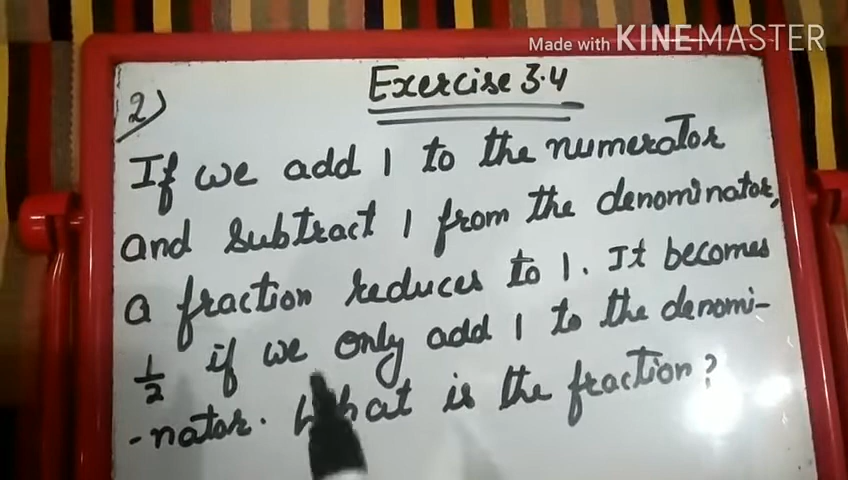 Made with KINEMASTER
Exercise 3.4
2)
If we add 1 to the numerator
and subtract 1 from the denominator,
a fraction reduces to 1. It becomes
1/2 if we only add 1 to the denomi-
-nator. What is the fraction?